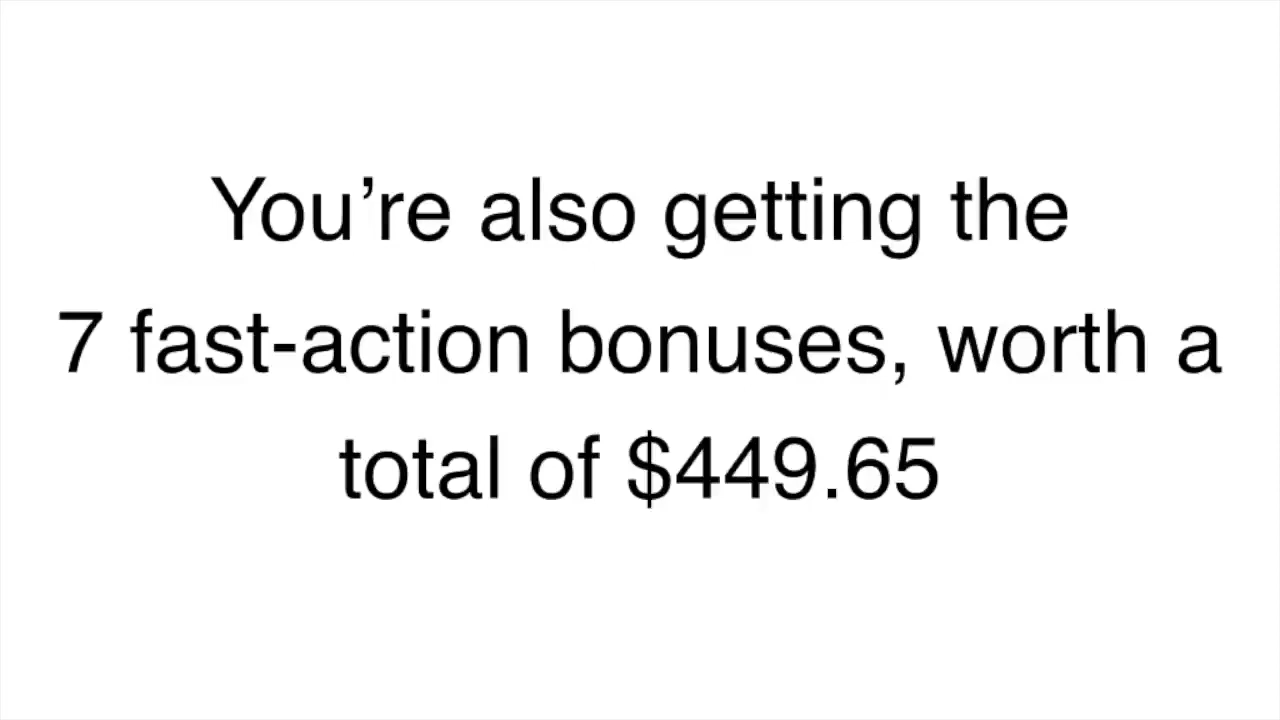 You’re also getting the
7 fast-action bonuses, worth a
total of $449.65